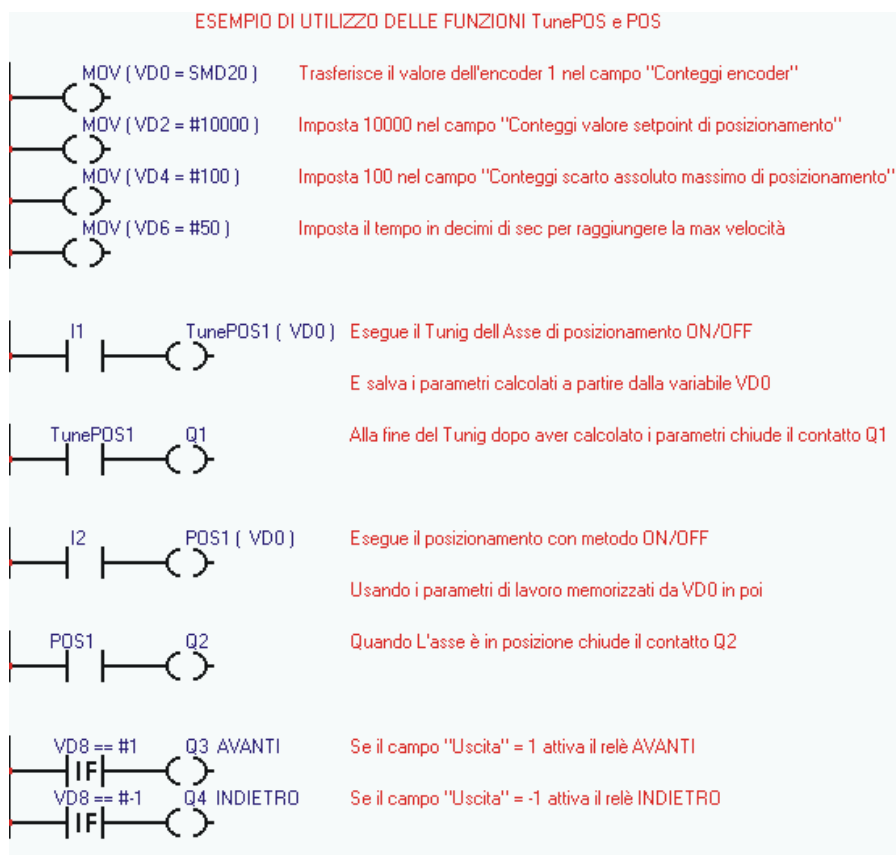 ESEMPIO DI UTILIZZO DELLE FUNZIONI TunePOS e POS
MOV ( VD0 = SMD20 ) Trasferisce il valore dell'encoder 1 nel campo "Conteggi encoder"
MOV ( VD2 = #10000 ) Imposta 10000 nel campo "Conteggi valore setpoint di posizionamento"
MOV ( VD4 = #100 ) Imposta 100 nel campo "Conteggi scarto assoluto massimo di posizionamento"
MOV ( VD6 = #50 ) Imposta il tempo in decimi di sec per raggiungere la max velocità
I1 TunePOS1 ( VD0 ) Esegue il Tunig dell Asse di posizionamento ON/OFF
E salva i parametri calcolati a partire dalla variabile VD0
TunePOS1 Q1 Alla fine del Tunig dopo aver calcolato i parametri chiude il contatto Q1
I2 POS1 ( VD0 ) Esegue il posizionamento con metodo ON/OFF
Usando i parametri di lavoro memorizzati da VD0 in poi
POS1 Q2 Quando L'asse è in posizione chiude il contatto Q2
VD8 == #1 Q3 AVANTI Se il campo "Uscita" = 1 attiva il relè AVANTI
IF
VD8 == #-1 Q4 INDIETRO Se il campo "Uscita" = -1 attiva il relè INDIETRO
IF